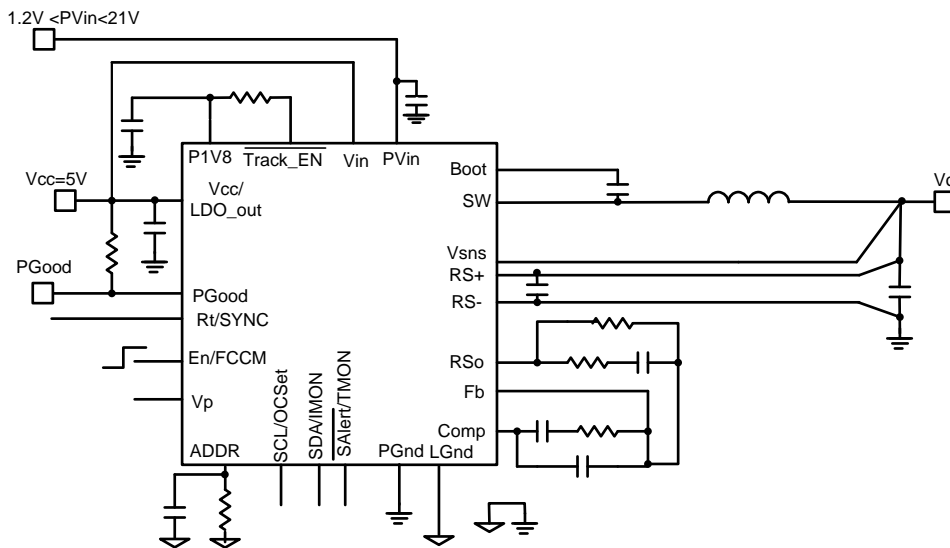 1.2V <PVin<21V
P1V8
Track_EN
Vin
PVin
Boot
Vcc=5V
Vcc/
LDO_out
SW
Vsns
RS+
PGood
PGood
RS-
Rt/SYNC
En/FCCM
RSo
Vp
Fb
SCL/OCSet
SDA/IMON
SAlert/TMON
Comp
ADDR
PGnd
LGnd